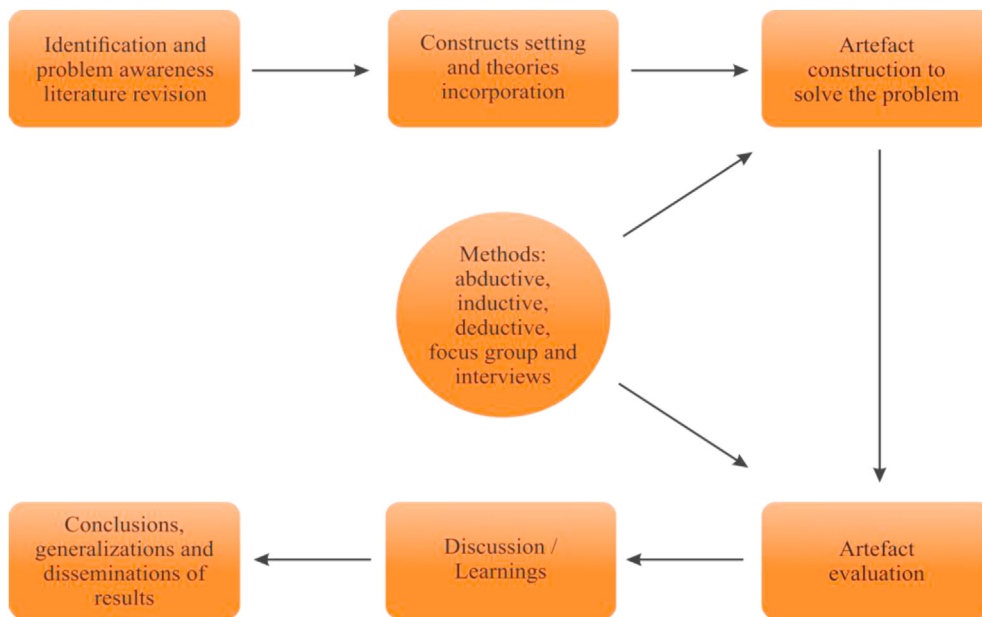 Identification and
problem awareness
literature revision
Constructs setting
and theories
incorporation
Artefact
construction to
solve the problem
Methods:
abductive,
inductive,
deductive,
focus group and
interviews
Conclusions,
generalizations and
disseminations of
results
Discussion /
Learnings
Artefact
evaluation